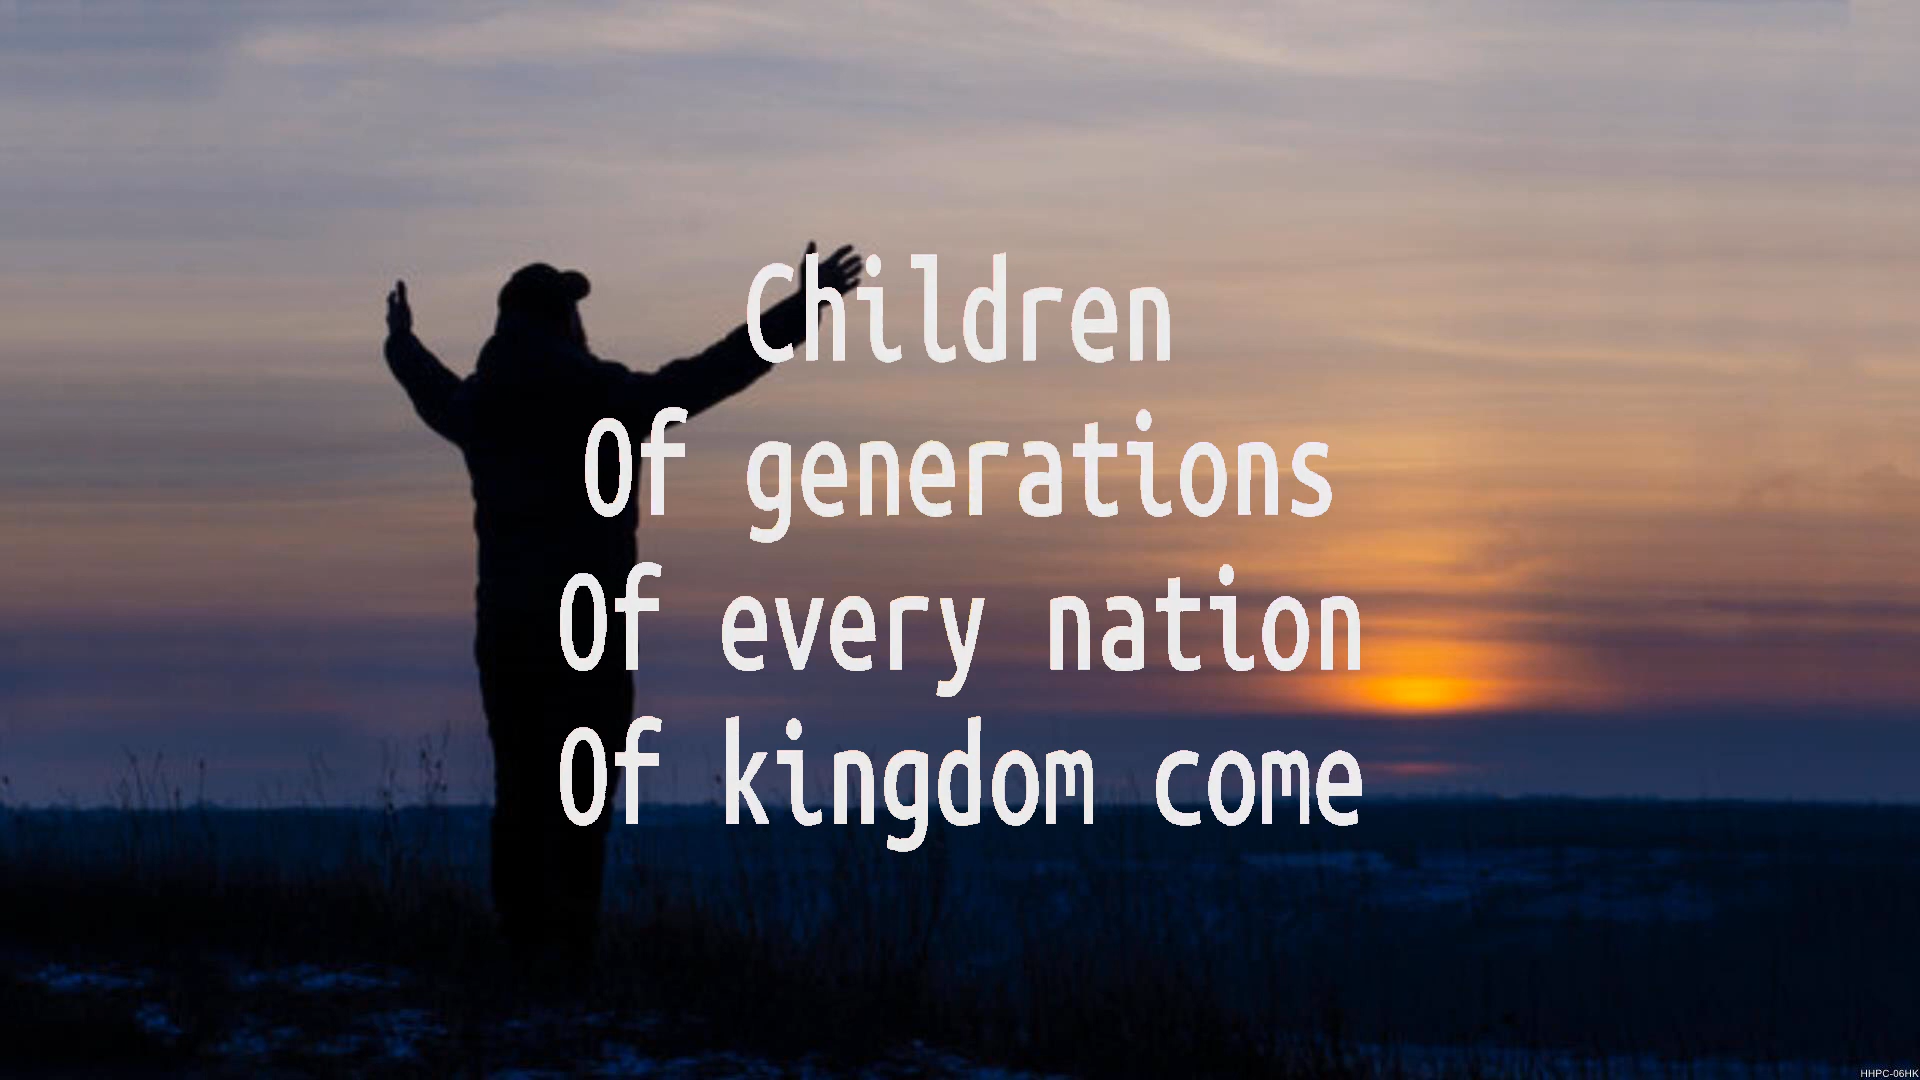 Children
Of generations
Of every nation
Of kingdom come
HHPC-06HK